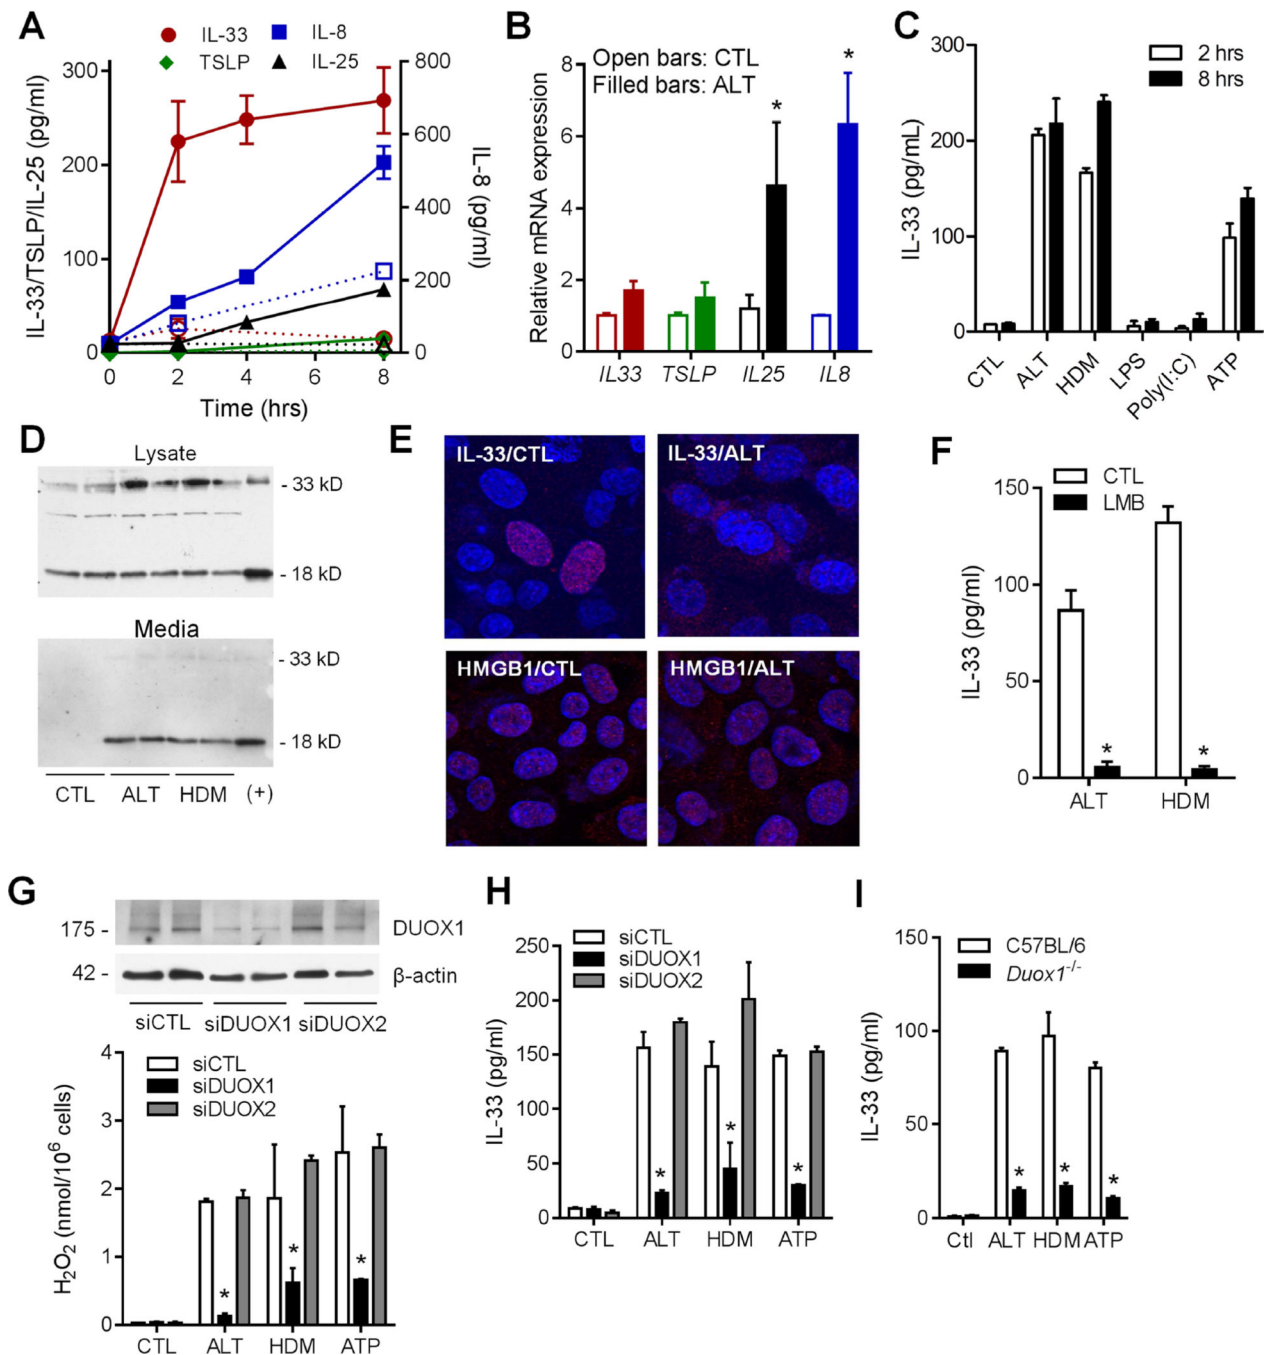 A
IL-33
IL-8
TSLP
IL-25
IL-33/TSLP/IL-25 (pg/ml)
300
200
100
0
800
600
400
200
0
IL-8 (pg/ml)
0 2 4 6 8
Time (hrs)
B
Open bars: CTL
Filled bars: ALT
Relative mRNA expression
8
6
4
2
0
* *
IL33 TSLP IL25 IL8
C
2 hrs
8 hrs
IL-33 (pg/mL)
300
200
100
0
CTL ALT HDM LPS Poly(I:C) ATP
D
Lysate
- 33 kD
- 18 kD
Media
- 33 kD
- 18 kD
CTL ALT HDM (+)
E
IL-33/CTL
IL-33/ALT
HMGB1/CTL
HMGB1/ALT
F
CTL
LMB
IL-33 (pg/ml)
150
100
50
0
* *
ALT HDM
G
175 -
DUOX1
42 -
β-actin
siCTL siDUOX1 siDUOX2
siCTL
siDUOX1
siDUOX2
H2O2 (nmol/10^6 cells)
4
3
2
1
0
* * *
CTL ALT HDM ATP
H
siCTL
siDUOX1
siDUOX2
IL-33 (pg/ml)
250
200
150
100
50
0
* * *
CTL ALT HDM ATP
I
C57BL/6
Duox1-/-
IL-33 (pg/ml)
150
100
50
0
* * *
Ctl ALT HDM ATP